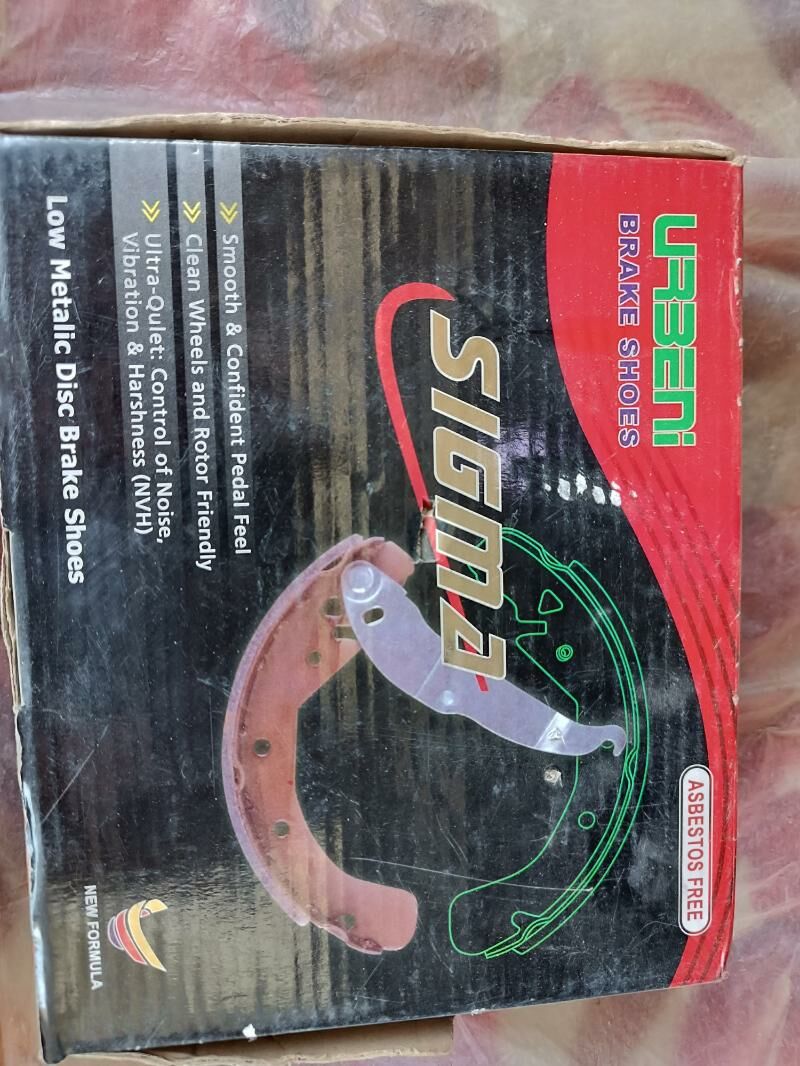 URBENi
BRAKE SHOES
ASBESTOS FREE
SIGMA
Smooth & Confident Pedal Feel
Clean Wheels and Rotor Friendly
Ultra-Qulet: Control of Noise,
Vibration & Harshness (NVH)
Low Metalic Disc Brake Shoes
NEW FORMULA